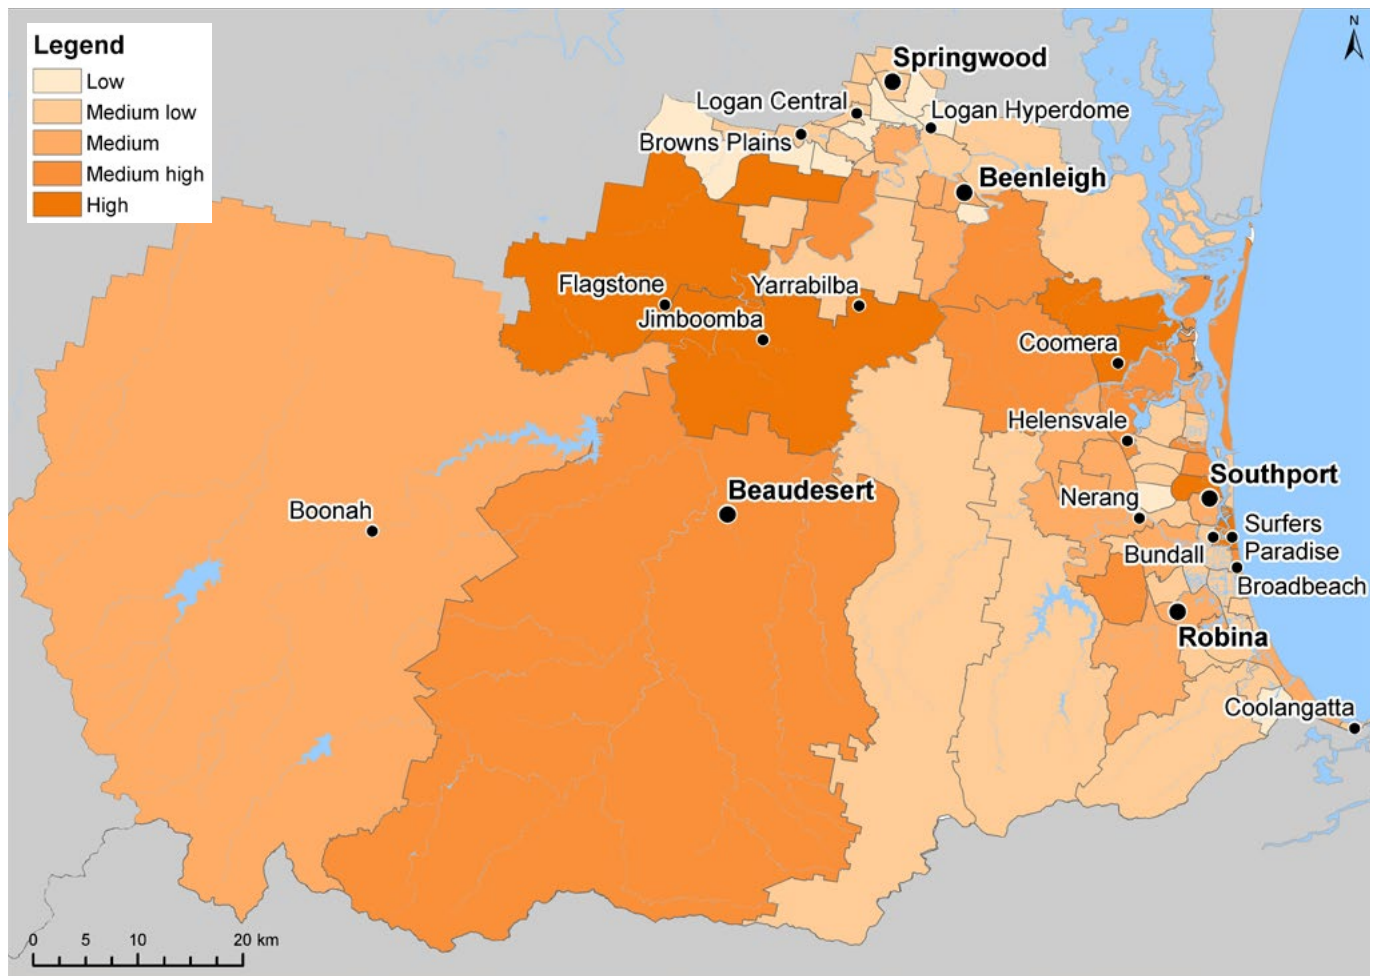 N
Legend
Low
Medium low
Medium
Medium high
High
Springwood
Logan Central
Logan Hyperdome
Browns Plains
Beenleigh
Flagstone
Yarrabilba
Jimboomba
Coomera
Helensvale
Southport
Beaudesert
Nerang
Boonah
Surfers
Paradise
Bundall
Broadbeach
Robina
Coolangatta
0 5 10 20 km